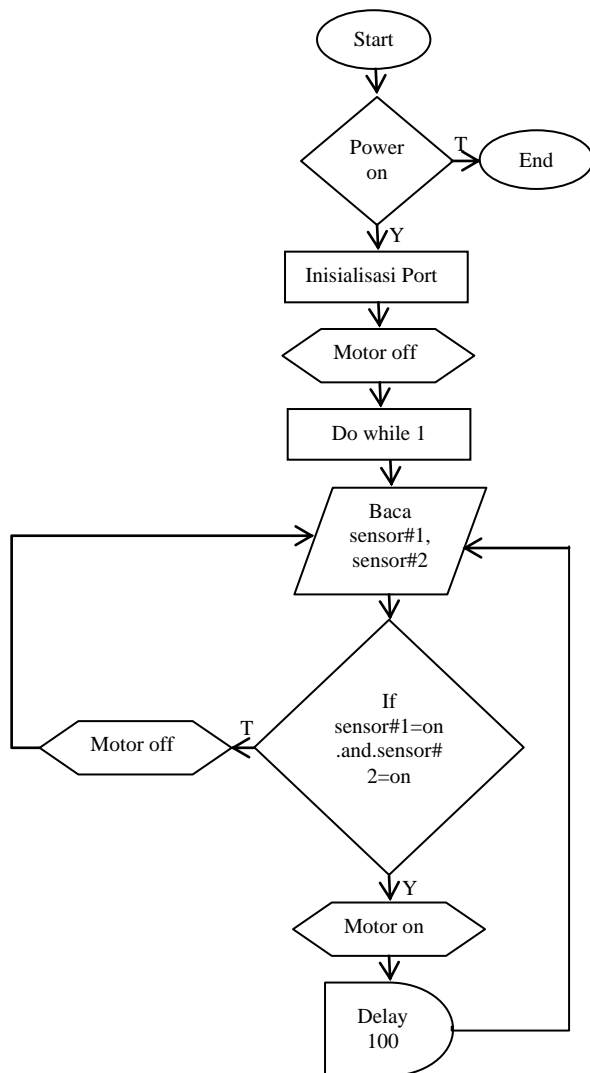 Start
Power
on
T
End
Y
Inisialisasi Port
Motor off
Do while 1
Baca
sensor#1,
sensor#2
If
sensor#1=on
.and.sensor#
2=on
T
Motor off
Y
Motor on
Delay
100